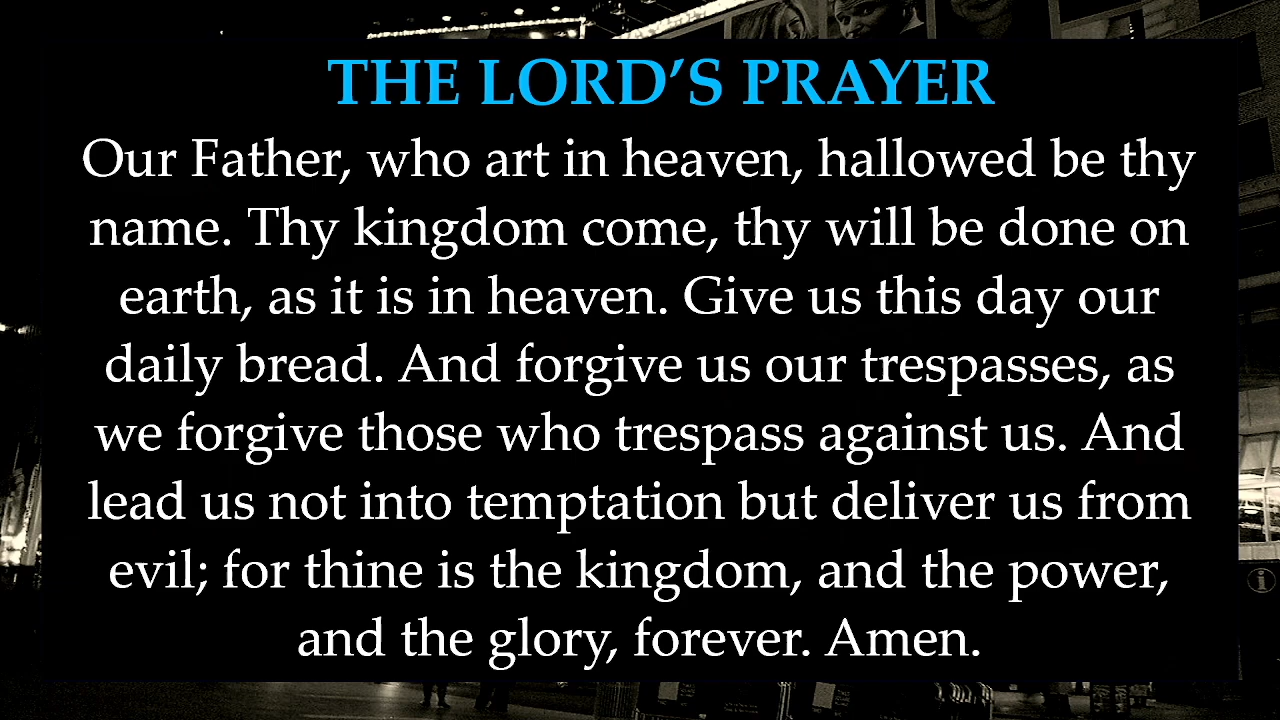 THE LORD’S PRAYER
Our Father, who art in heaven, hallowed be thy
name. Thy kingdom come, thy will be done on
earth, as it is in heaven. Give us this day our
daily bread. And forgive us our trespasses, as
we forgive those who trespass against us. And
lead us not into temptation but deliver us from
evil; for thine is the kingdom, and the power,
and the glory, forever. Amen.